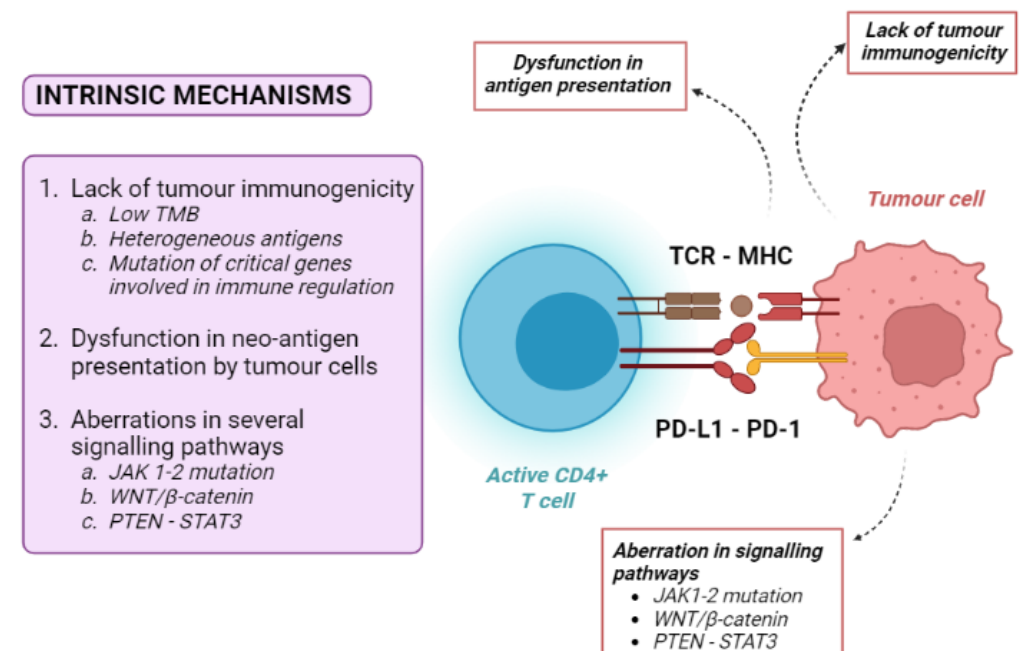 INTRINSIC MECHANISMS
1. Lack of tumour immunogenicity
a. Low TMB
b. Heterogeneous antigens
c. Mutation of critical genes
involved in immune regulation
2. Dysfunction in neo-antigen
presentation by tumour cells
3. Aberrations in several
signalling pathways
a. JAK 1-2 mutation
b. WNT/β-catenin
c. PTEN - STAT3
Dysfunction in
antigen presentation
Lack of tumour
immunogenicity
Tumour cell
TCR - MHC
PD-L1 - PD-1
Active CD4+
T cell
Aberration in signalling
pathways
• JAK1-2 mutation
• WNT/β-catenin
• PTEN - STAT3